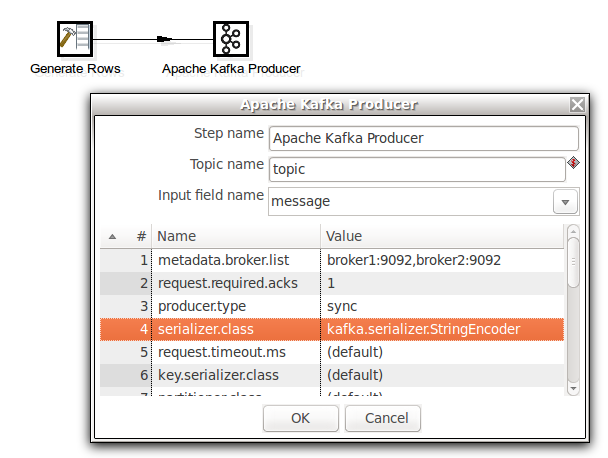 Generate Rows Apache Kafka Producer
Apache Kafka Producer
Step name Apache Kafka Producer
Topic name topic
Input field name message
# Name Value
1 metadata.broker.list broker1:9092,broker2:9092
2 request.required.acks 1
3 producer.type sync
4 serializer.class kafka.serializer.StringEncoder
5 request.timeout.ms (default)
6 key.serializer.class (default)
OK Cancel